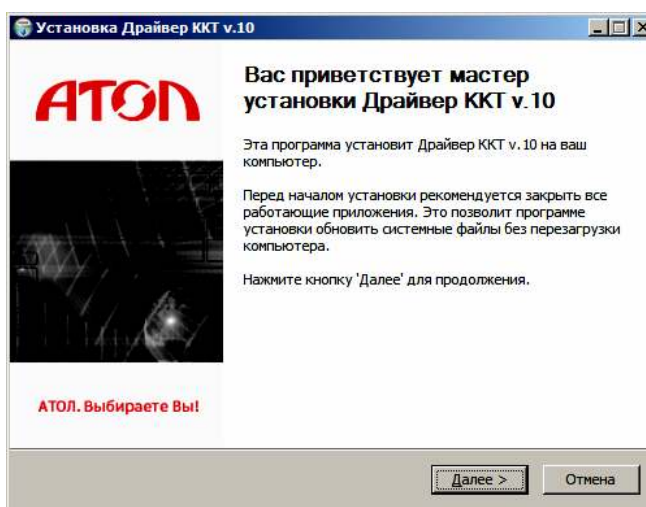 Установка Драйвер ККТ v.10
АТОЛ
Вас приветствует мастер
установки Драйвер ККТ v.10
Эта программа установит Драйвер ККТ v.10 на ваш
компьютер.
Перед началом установки рекомендуется закрыть все
работающие приложения. Это позволит программе
установки обновить системные файлы без перезагрузки
компьютера.
Нажмите кнопку 'Далее' для продолжения.
АТОЛ. Выбираете Вы!
Далее >
Отмена